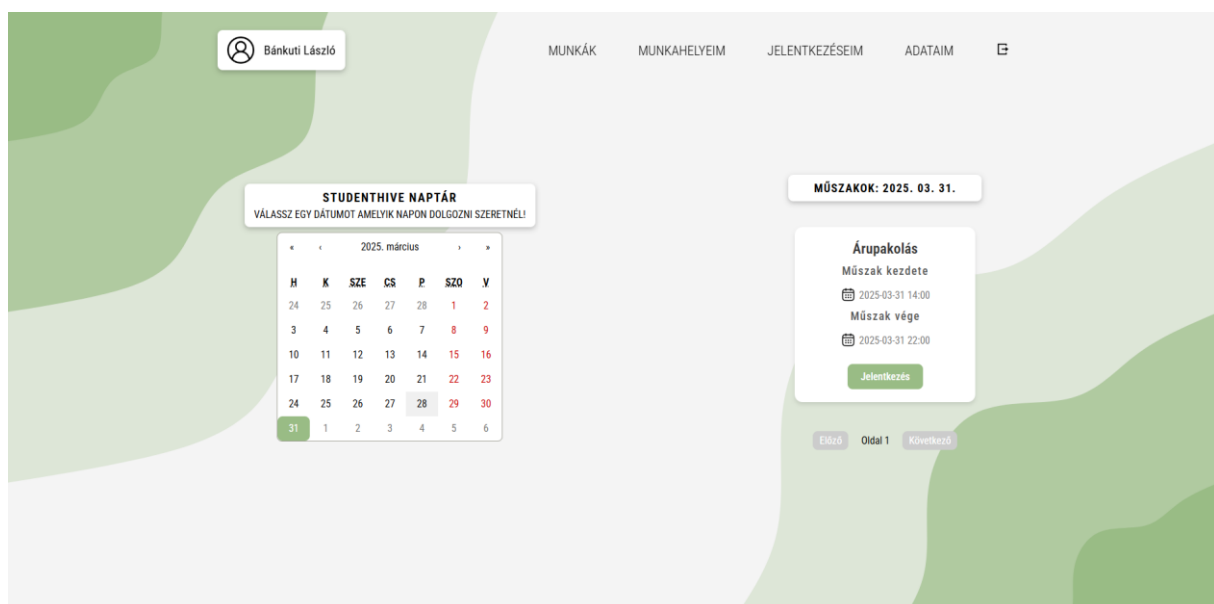 Bánkuti László
MUNKÁK MUNKAHELYEIM JELENTKEZÉSEIM ADATAIM
STUDENTHIVE NAPTÁR
VÁLASSZ EGY DÁTUMOT AMELYIK NAPON DOLGOZNI SZERETNÉL!
« ‹ 2025. március › »
H K SZE CS P SZO V
24 25 26 27 28 1 2
3 4 5 6 7 8 9
10 11 12 13 14 15 16
17 18 19 20 21 22 23
24 25 26 27 28 29 30
31 1 2 3 4 5 6
MŰSZAKOK: 2025. 03. 31.
Árupakolás
Műszak kezdete
2025-03-31 14:00
Műszak vége
2025-03-31 22:00
Jelentkezés
Előző Oldal 1 Következő